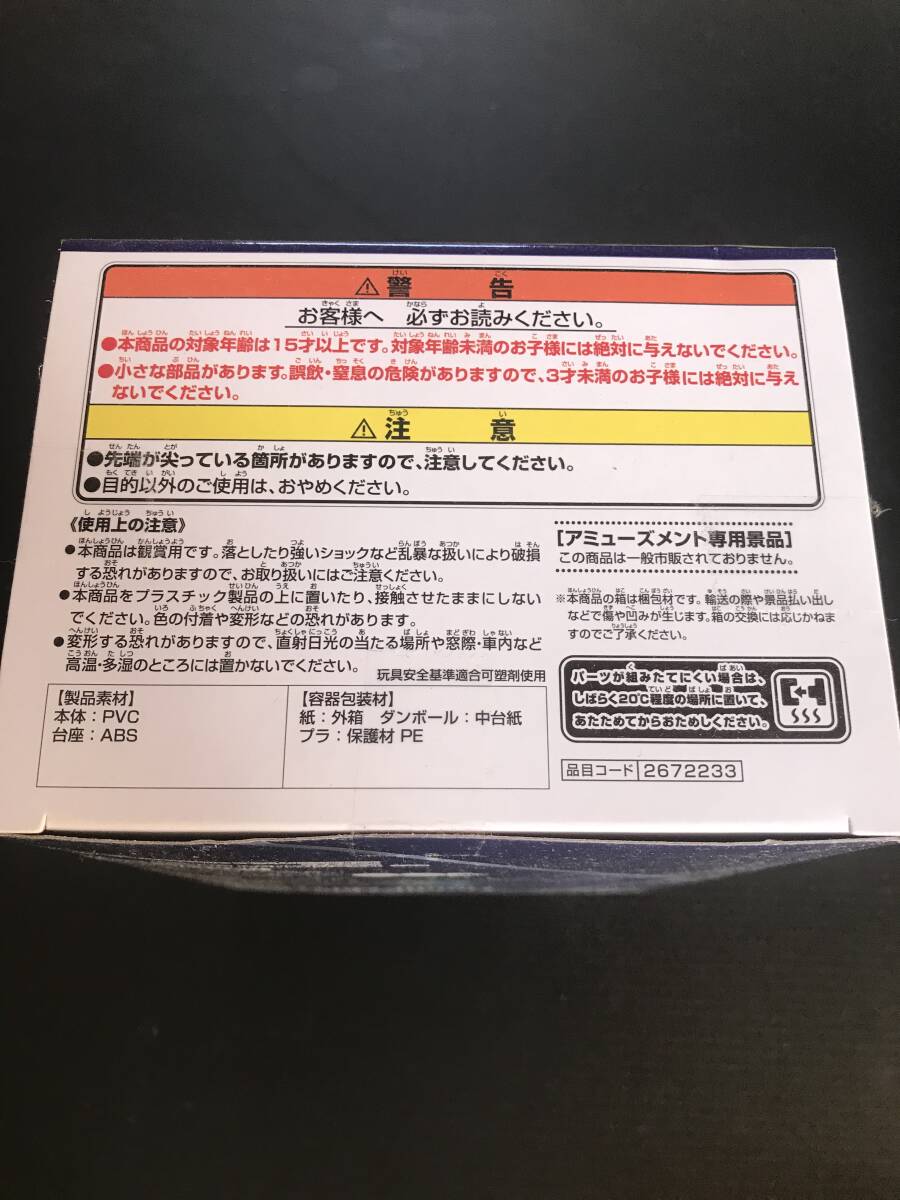 ⚠警告
お客様へ 必ずお読みください。
●本商品の対象年齢は15才以上です。対象年齢未満のお子様には絶対に与えないでください。
●小さな部品があります。誤飲・窒息の危険がありますので、3才未満のお子様には絶対に与え
ないでください。
⚠注意
●先端が尖っている箇所がありますので、注意してください。
●目的以外のご使用は、おやめください。
《使用上の注意》
●本商品は観賞用です。落としたり強いショックなど乱暴な扱いにより破損
する恐れがありますので、お取り扱いにはご注意ください。
●本商品をプラスチック製品の上に置いたり、接触させたままにしない
でください。色の付着や変形などの恐れがあります。
●変形する恐れがありますので、直射日光の当たる場所や窓際・車内など
高温・多湿のところには置かないでください。
玩具安全基準適合可塑剤使用
【製品素材】
本体：PVC
台座：ABS
【容器包装材】
紙：外箱 ダンボール：中台紙
プラ：保護材 PE
[アミューズメント専用景品]
この商品は一般市販されておりません。
※本商品の箱は梱包材です。輸送の際や景品払い出し
などで傷や凹みが生じます。箱の交換には応じかねま
すのでご了承ください。
パーツが組みたてにくい場合は、
しばらく20℃程度の場所に置いて、
あたためてからおためしください。
品目コード 2672233